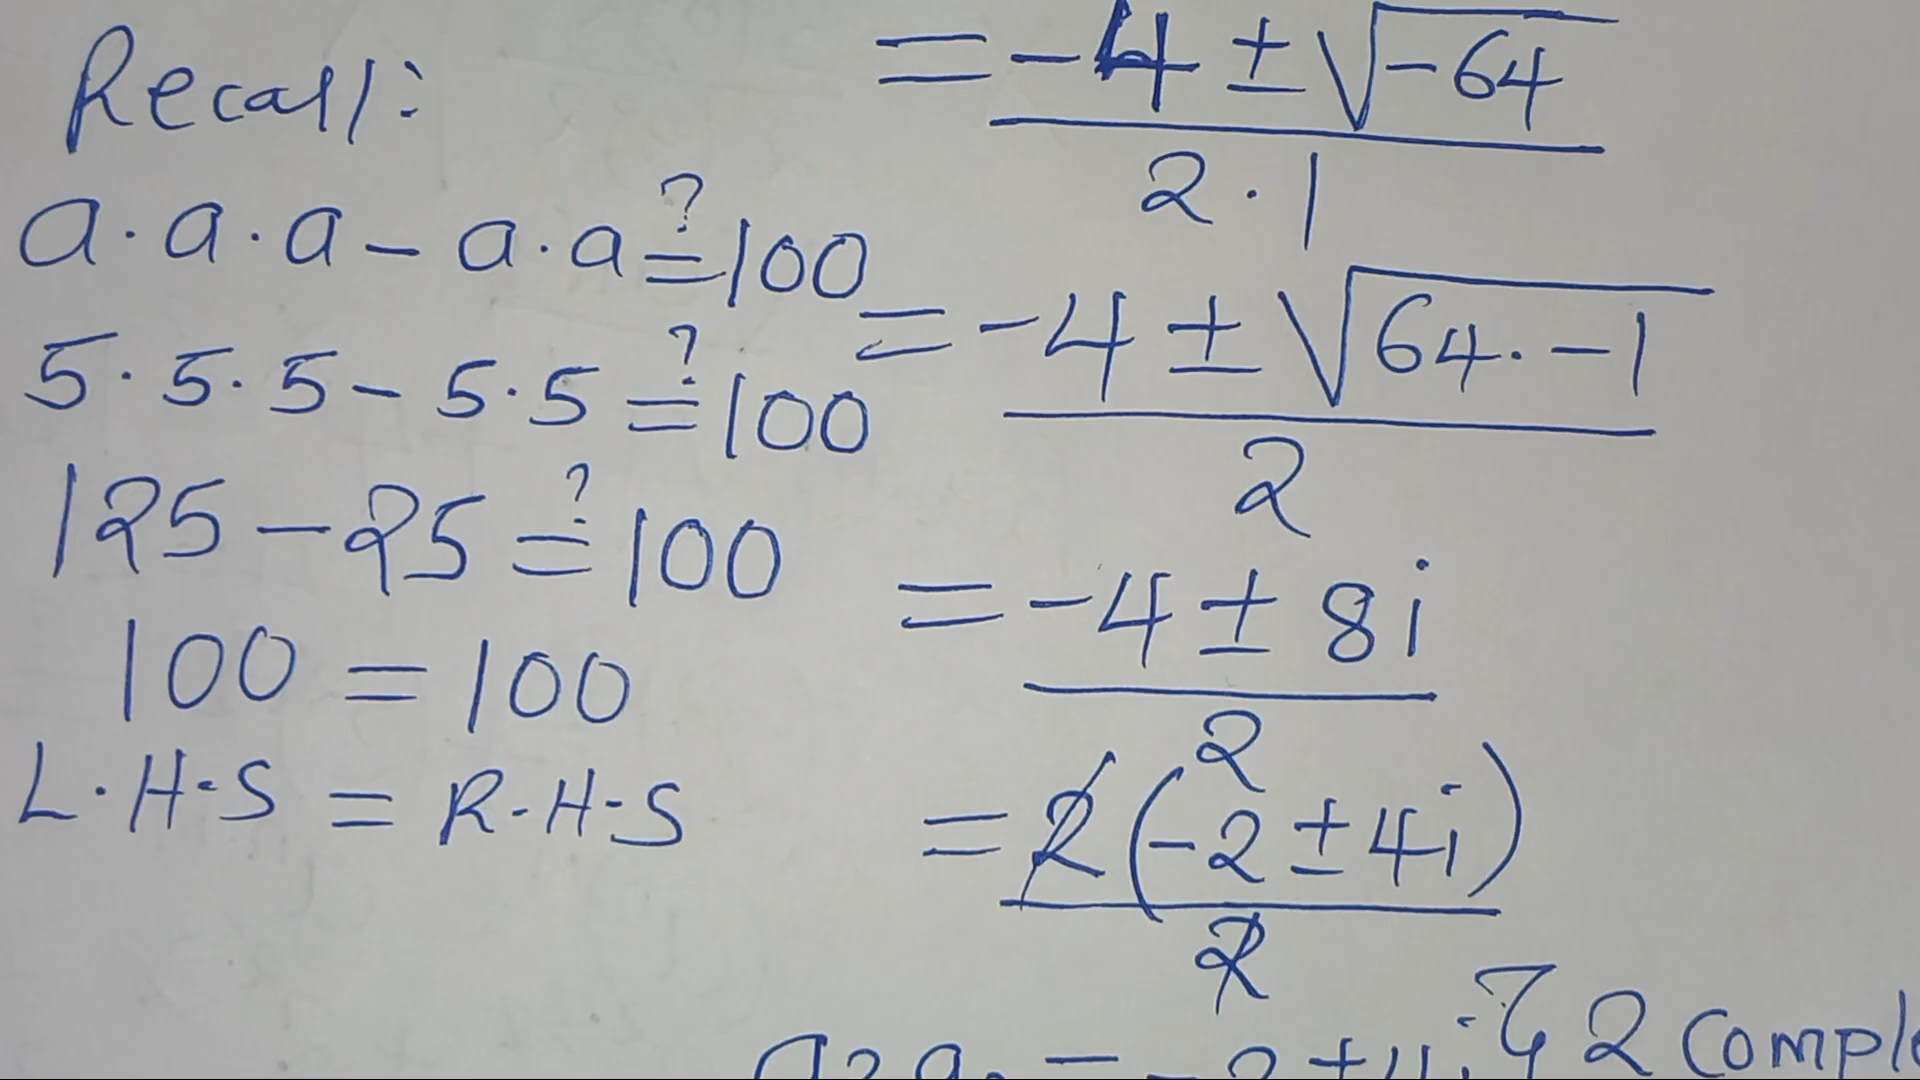 Recall:
a·a·a - a·a ?= 100
5·5·5 - 5·5 ?= 100
125 - 25 ?= 100
100 = 100
L·H·S = R·H·S
= -4 ± √-64
2·1
= -4 ± √64·-1
2
= -4 ± 8i
2
= 2(-2 ± 4i)
2
2 comple